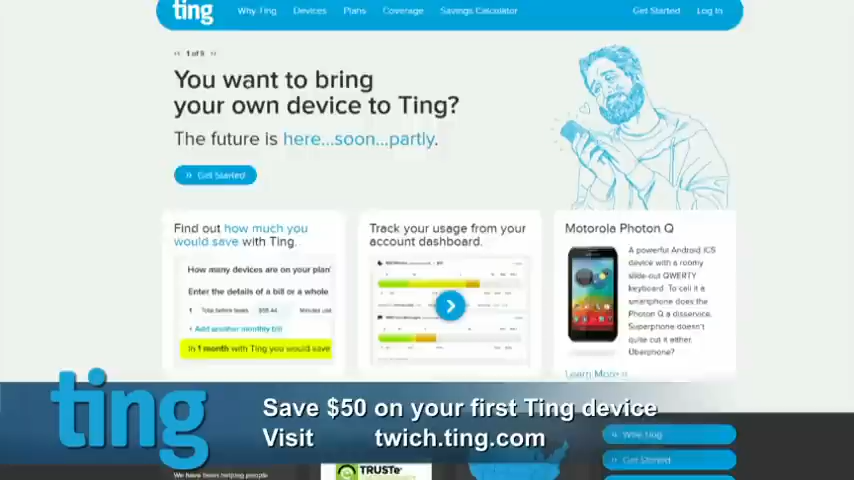 ting
Why Ting Devices Plans Coverage Savings Calculator Get Started Log In
‹‹ 1 of 5 ››
You want to bring
your own device to Ting?
The future is here...soon...partly.
›› Get Started
Find out how much you
would save with Ting.
How many devices are on your plan
Enter the details of a bill or a whole
1 Total before taxes $55.44 Minutes use
+ Add another monthly bill
In 1 month with Ting you would save
Track your usage from your
account dashboard.
Motorola Photon Q
A powerful Android ICS
device with a roomy
slide-out QWERTY
keyboard. To call it a
smartphone does the
Photon Q a disservice.
Superphone doesn't
quite cut it either.
Uberphone?
Learn More ››
ting
Save $50 on your first Ting device
Visit twich.ting.com
›› Why Ting
›› Get Started
We have been helping people
TRUSTe